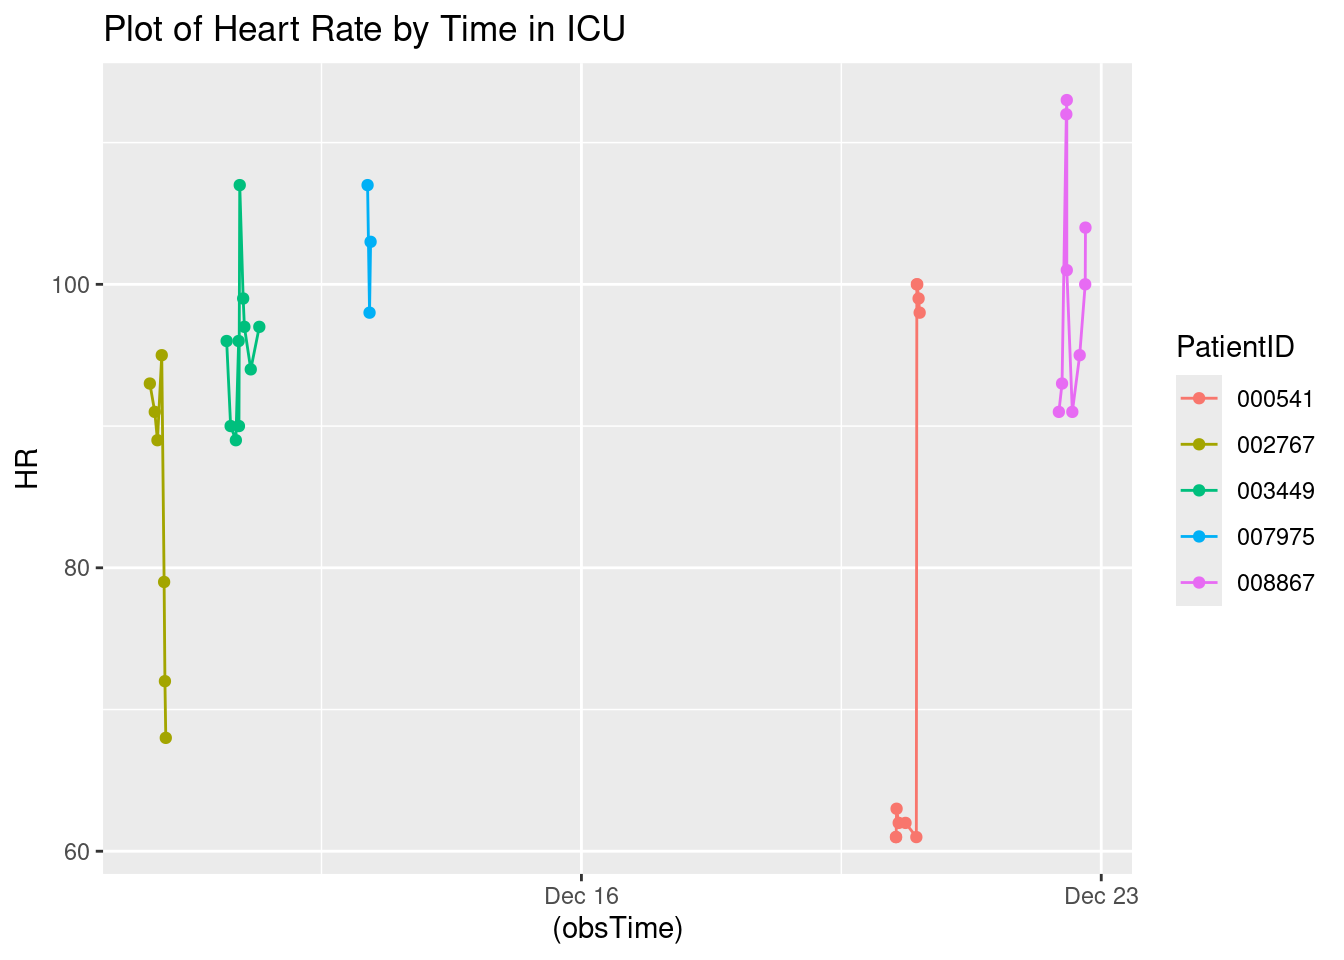 Plot of Heart Rate by Time in ICU
HR
100
80
60
Dec 16
Dec 23
(obsTime)
PatientID
000541
002767
003449
007975
008867